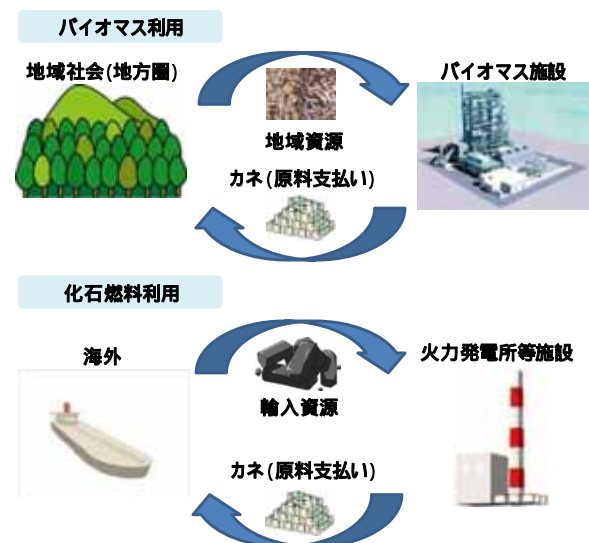 バイオマス利用
地域社会(地方圏)
バイオマス施設
地域資源
カネ(原料支払い)
化石燃料利用
海外
火力発電所等施設
輸入資源
カネ(原料支払い)